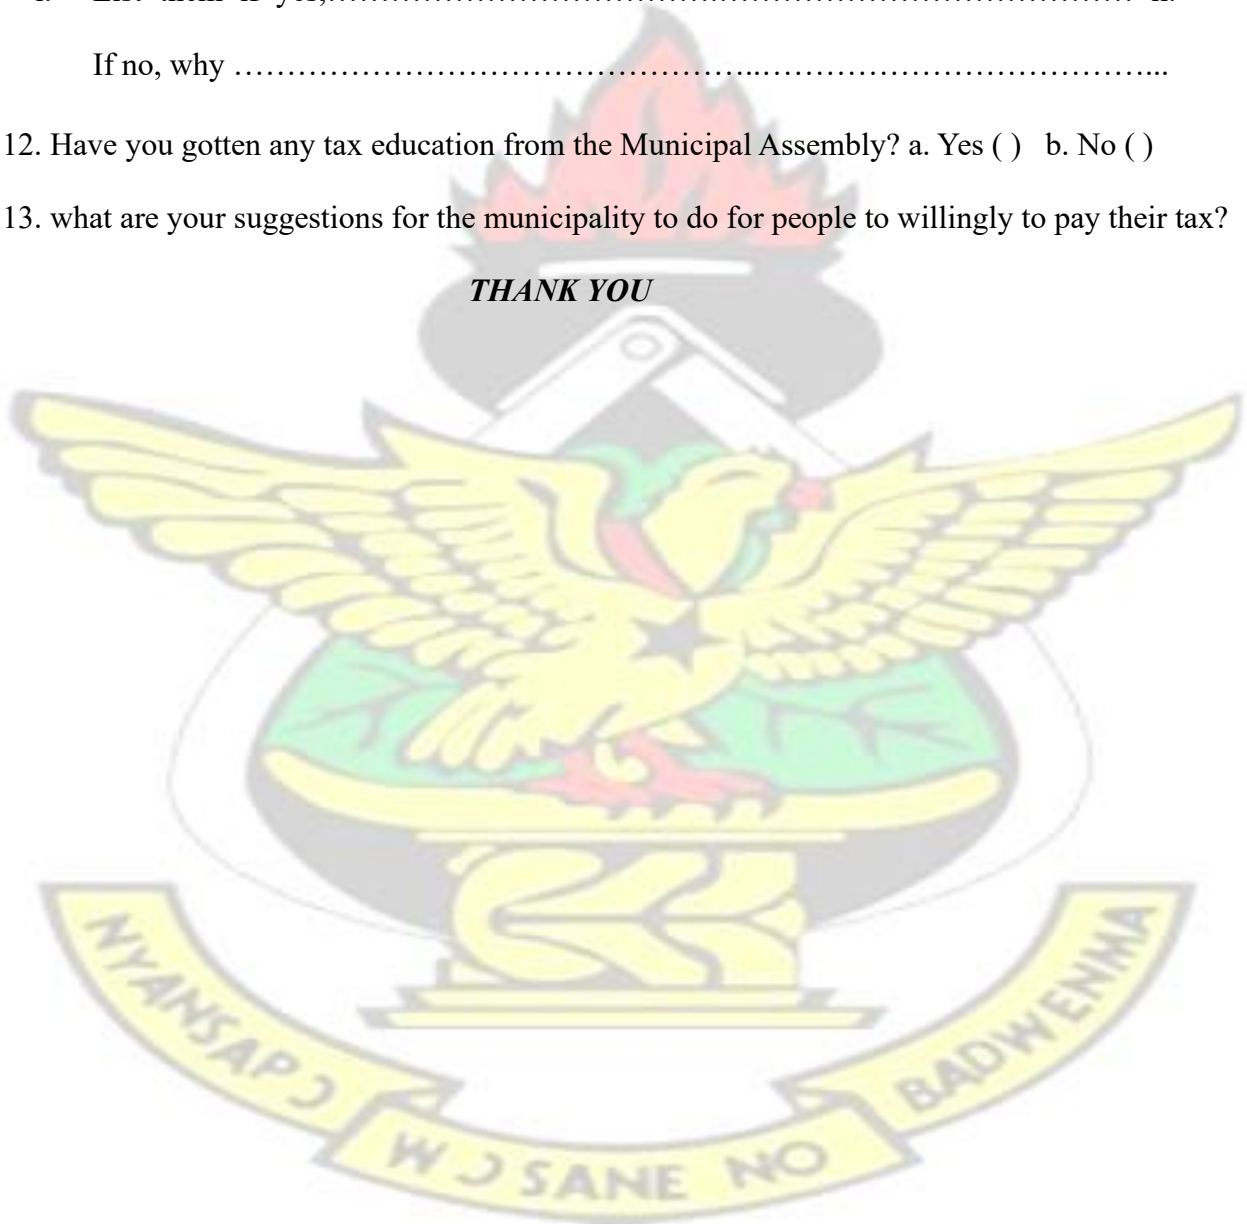 If no, why …………………………………………..………………………………...
12. Have you gotten any tax education from the Municipal Assembly? a. Yes ( ) b. No ( )
13. what are your suggestions for the municipality to do for people to willingly to pay their tax?
THANK YOU
NYANSAPƆ
WƆ SANE NO
BADWENMA